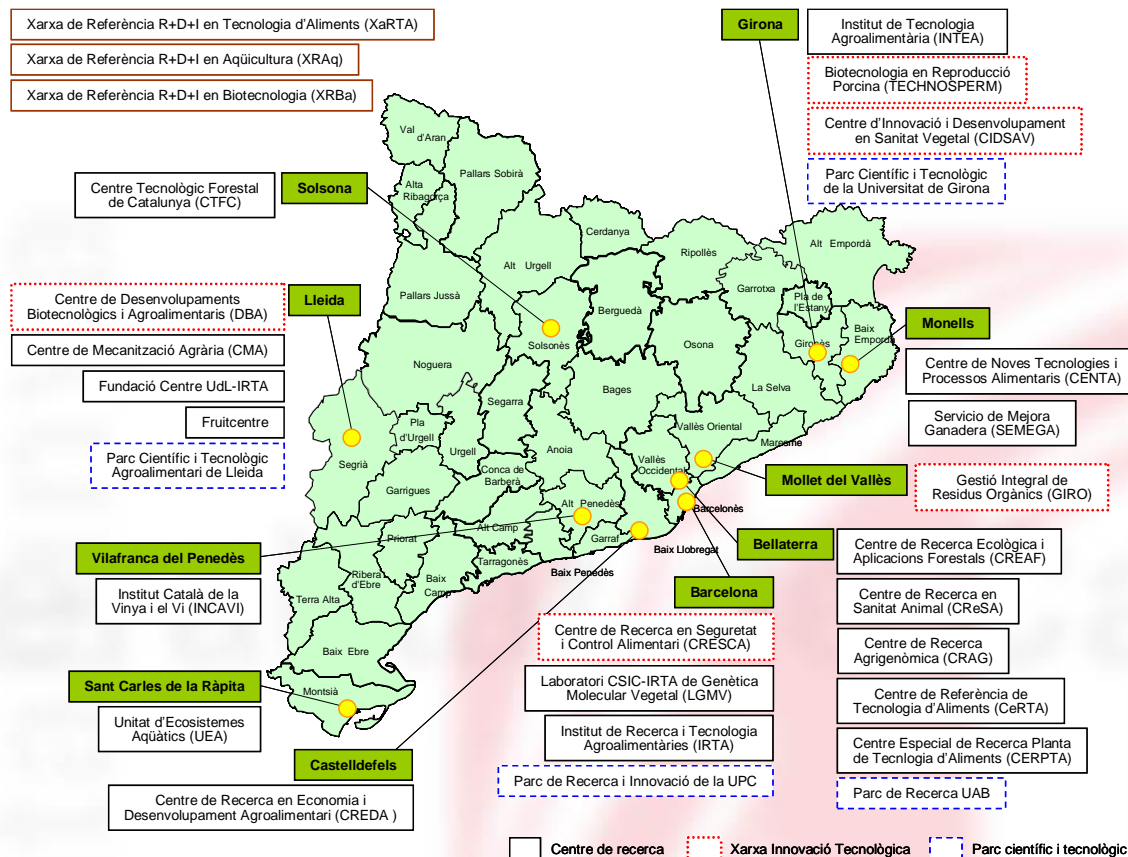 Xarxa de Referència R+D+I en Tecnologia d'Aliments (XaRTA)
Xarxa de Referència R+D+I en Aqüicultura (XRAq)
Xarxa de Referència R+D+I en Biotecnologia (XRBa)
Girona
Institut de Tecnologia
Agroalimentària (INTEA)
Biotecnologia en Reproducció
Porcina (TECHNOSPERM)
Centre d'Innovació i Desenvolupament
en Sanitat Vegetal (CIDSAV)
Parc Científic i Tecnològic
de la Universitat de Girona
Solsona
Centre Tecnològic Forestal
de Catalunya (CTFC)
Lleida
Centre de Desenvolupaments
Biotecnològics i Agroalimentaris (DBA)
Centre de Mecanització Agrària (CMA)
Fundació Centre UdL-IRTA
Fruitcentre
Parc Científic i Tecnològic
Agroalimentari de Lleida
Val
d'Aran
Pallars Sobirà
Alta
Ribagorça
Cerdanya
Alt Urgell
Ripollès
Alt Empordà
Pallars Jussà
Berguedà
Garrotxa
Pla de
l'Estany
Solsonès
Osona
Gironès
Baix
Empordà
Noguera
Bages
La Selva
Segarra
Pla
d'Urgell
Urgell
Anoia
Vallès Oriental
Maresme
Segrià
Vallès
Occidental
Conca de
Barberà
Garrigues
Alt Penedès
Barcelonès
Alt Camp
Garraf
Baix Llobregat
Priorat
Tarragonès
Baix Penedès
Ribera
d'Ebre
Baix
Camp
Terra Alta
Baix Ebre
Montsià
Monells
Centre de Noves Tecnologies i
Processos Alimentaris (CENTA)
Servicio de Mejora
Ganadera (SEMEGA)
Mollet del Vallès
Gestió Integral de
Residus Orgànics (GIRO)
Vilafranca del Penedès
Institut Català de la
Vinya i el Vi (INCAVI)
Bellaterra
Centre de Recerca Ecològica i
Aplicacions Forestals (CREAF)
Centre de Recerca en
Sanitat Animal (CReSA)
Centre de Recerca
Agrigenòmica (CRAG)
Centre de Referència de
Tecnologia d'Aliments (CeRTA)
Centre Especial de Recerca Planta
de Tecnlogia d'Aliments (CERPTA)
Parc de Recerca UAB
Barcelona
Centre de Recerca en Seguretat
i Control Alimentari (CRESCA)
Laboratori CSIC-IRTA de Genètica
Molecular Vegetal (LGMV)
Institut de Recerca i Tecnologia
Agroalimentàries (IRTA)
Parc de Recerca i Innovació de la UPC
Sant Carles de la Ràpita
Unitat d'Ecosistemes
Aqüàtics (UEA)
Castelldefels
Centre de Recerca en Economia i
Desenvolupament Agroalimentari (CREDA )
Centre de recerca
Xarxa Innovació Tecnològica
Parc científic i tecnològic